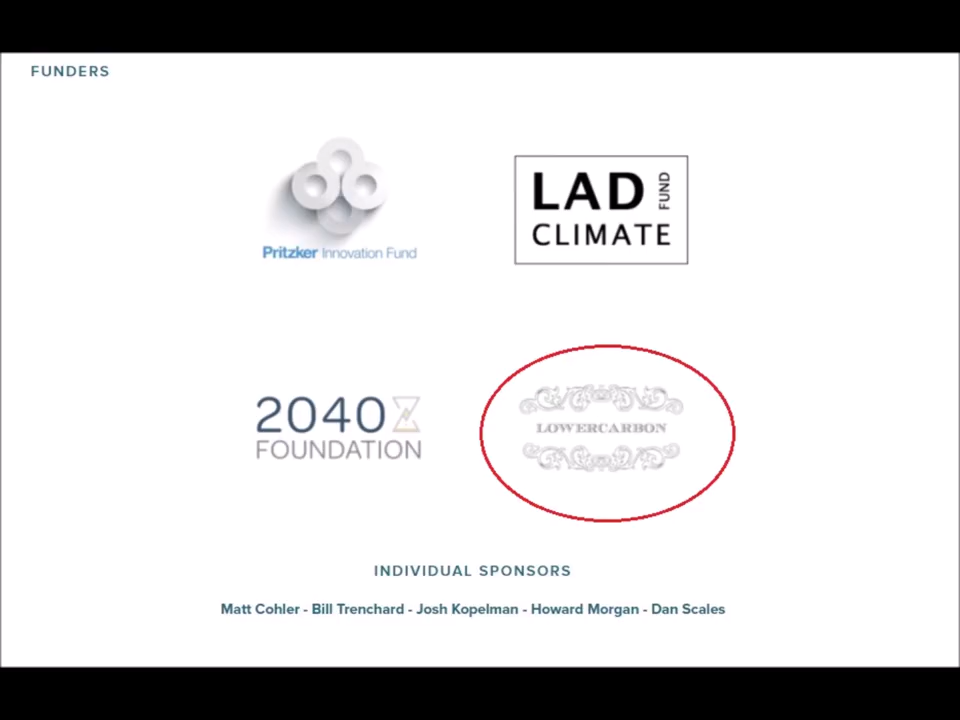 FUNDERS
Pritzker Innovation Fund
LAD FUND
CLIMATE
2040
FOUNDATION
LOWERCARBON
INDIVIDUAL SPONSORS
Matt Cohler - Bill Trenchard - Josh Kopelman - Howard Morgan - Dan Scales